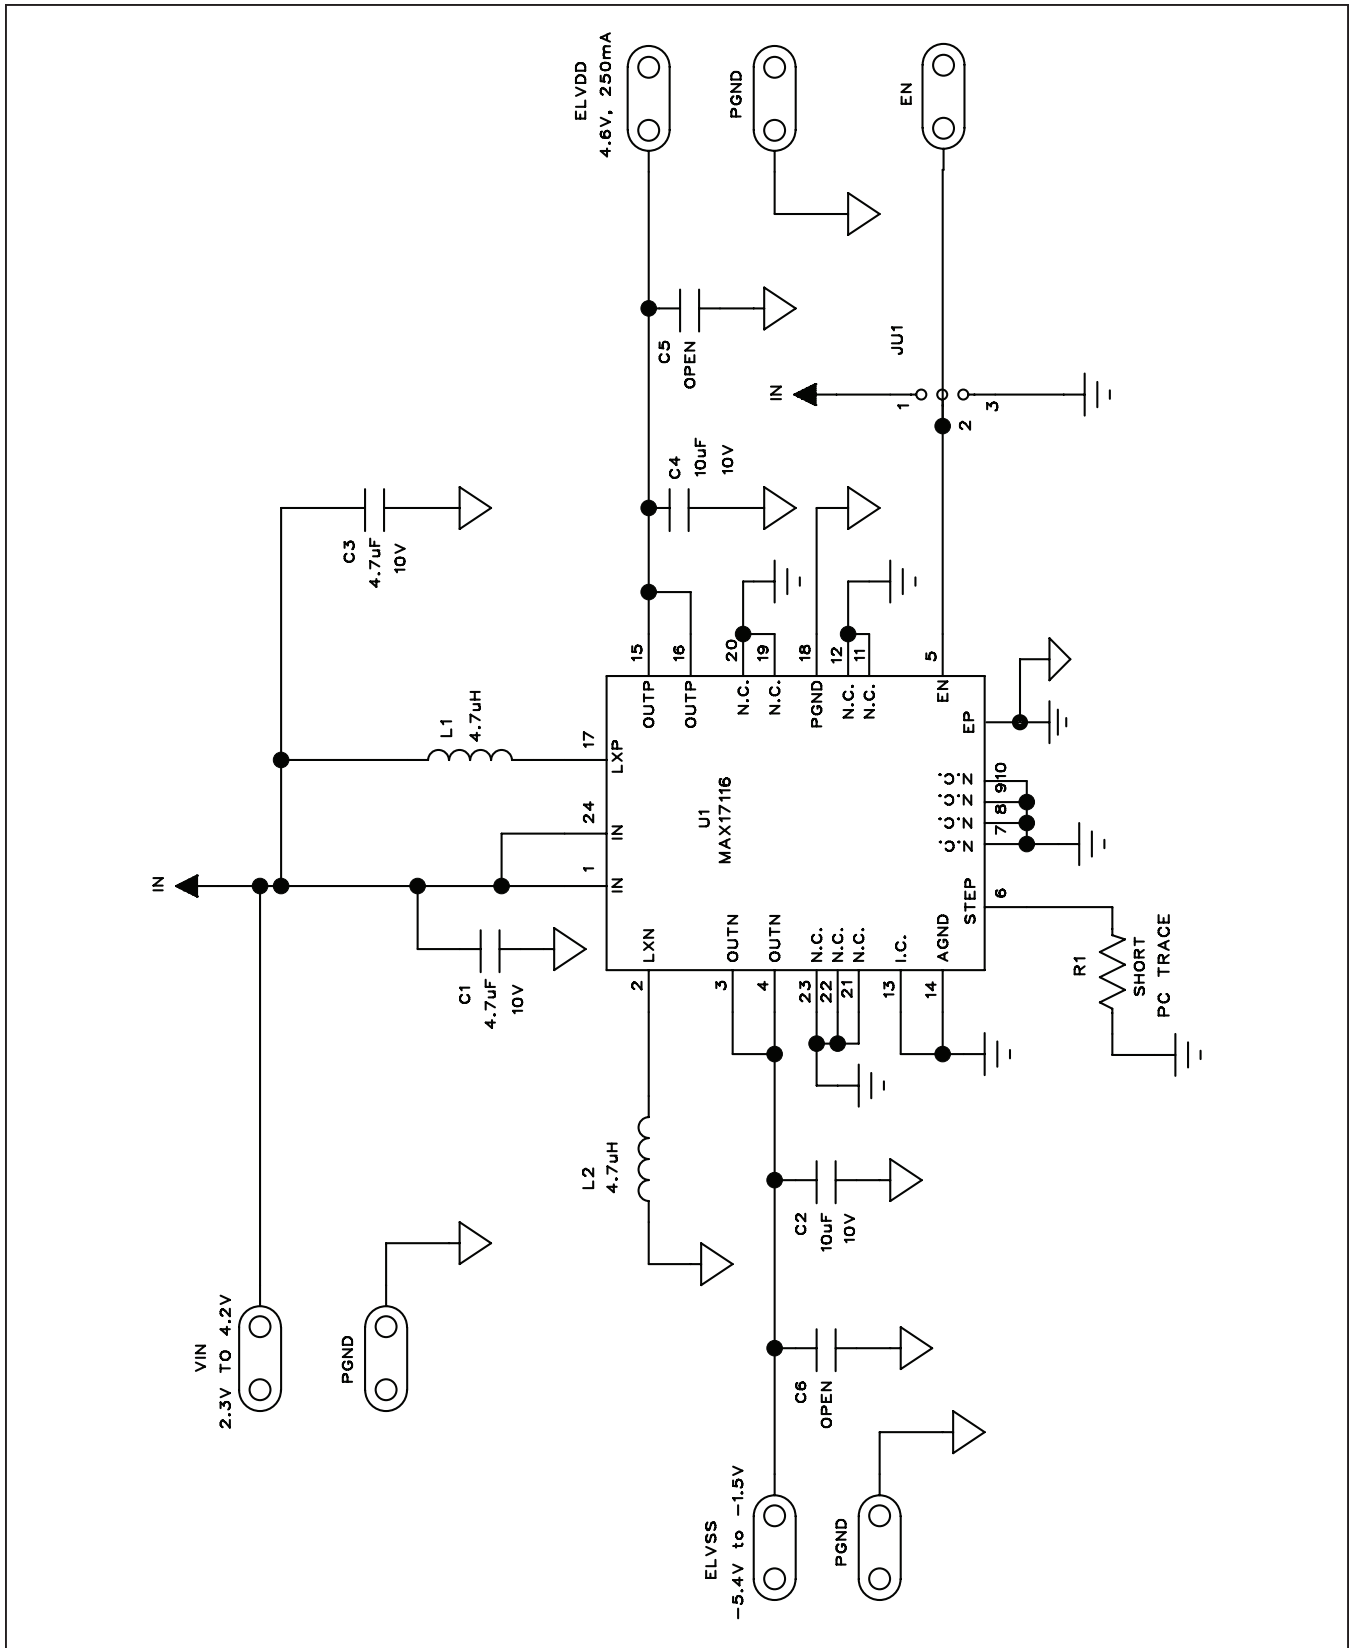 VIN
2.3V TO 4.2V
PGND
IN
C1
4.7uF
10V
C3
4.7uF
10V
L1
4.7uH
L2
4.7uH
ELVSS
-5.4V to -1.5V
PGND
C6
OPEN
C2
10uF
10V
ELVDD
4.6V, 250mA
PGND
EN
C5
OPEN
C4
10uF
10V
JU1
IN
1
2
3
U1
MAX17116
1
IN
24
IN
17
LXP
2
LXN
3
OUTN
4
OUTN
23
N.C.
22
N.C.
21
N.C.
13
I.C.
14
AGND
15
OUTP
16
OUTP
20
N.C.
19
N.C.
18
PGND
12
N.C.
11
N.C.
5
EN
STEP
6
N.C.
7
N.C.
8
N.C.
9
N.C.
10
EP
R1
SHORT
PC TRACE